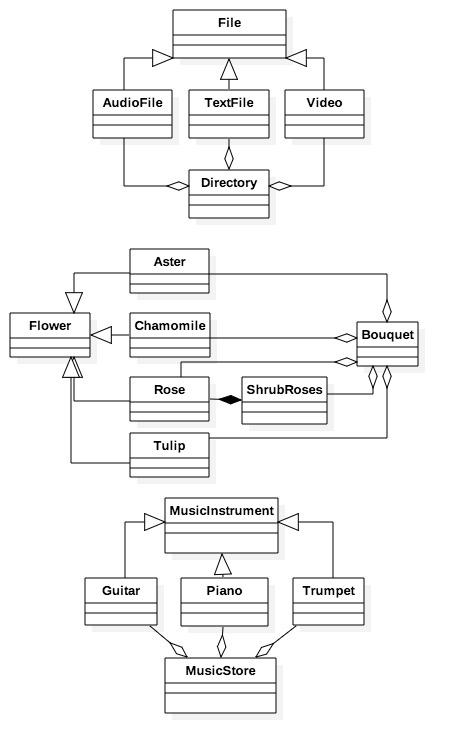 File
AudioFile
TextFile
Video
Directory
Aster
Flower
Chamomile
Bouquet
Rose
ShrubRoses
Tulip
MusicInstrument
Guitar
Piano
Trumpet
MusicStore